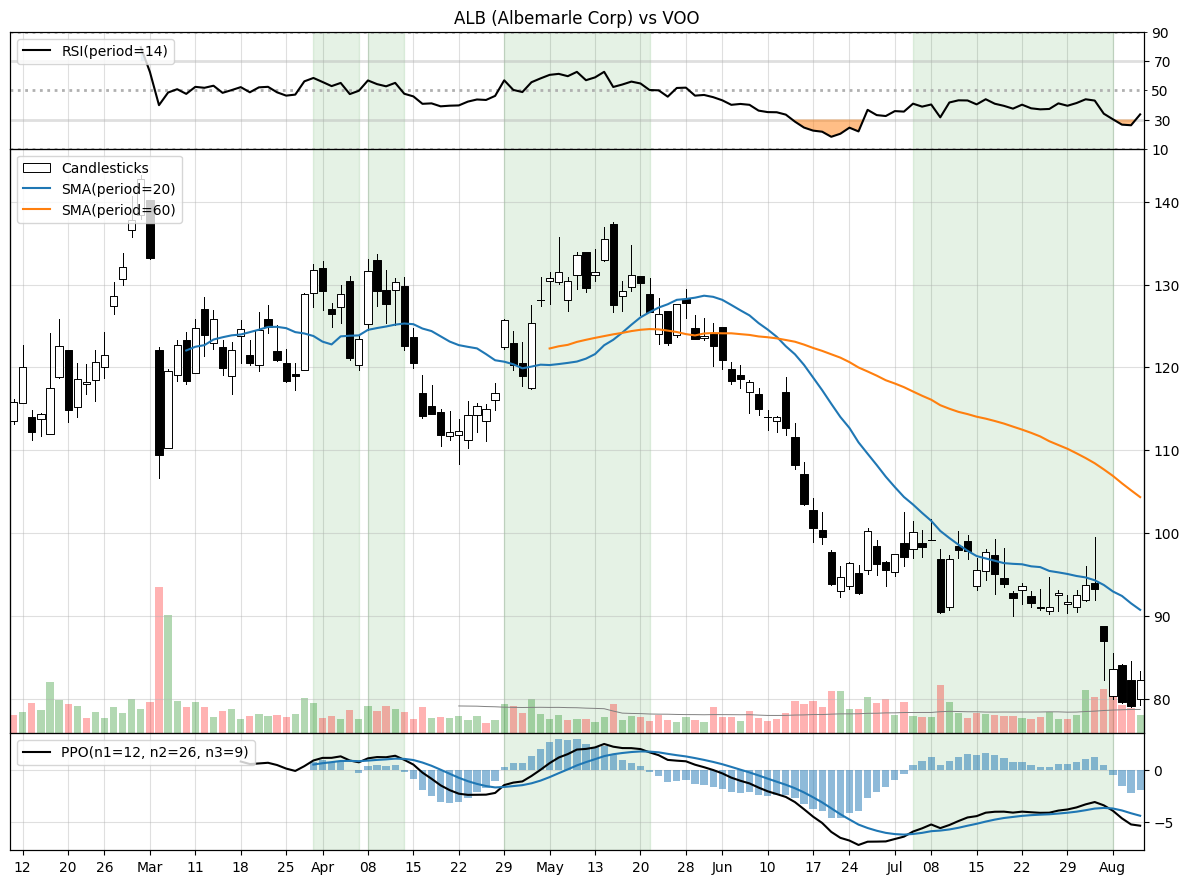 ALB (Albemarle Corp) vs VOO
RSI(period=14)
90
70
50
30
10
Candlesticks
SMA(period=20)
SMA(period=60)
140
130
120
110
100
90
80
PPO(n1=12, n2=26, n3=9)
0
−5
12 20 26 Mar 11 18 25 Apr 08 15 22 29 May 13 20 28 Jun 10 17 24 Jul 08 15 22 29 Aug